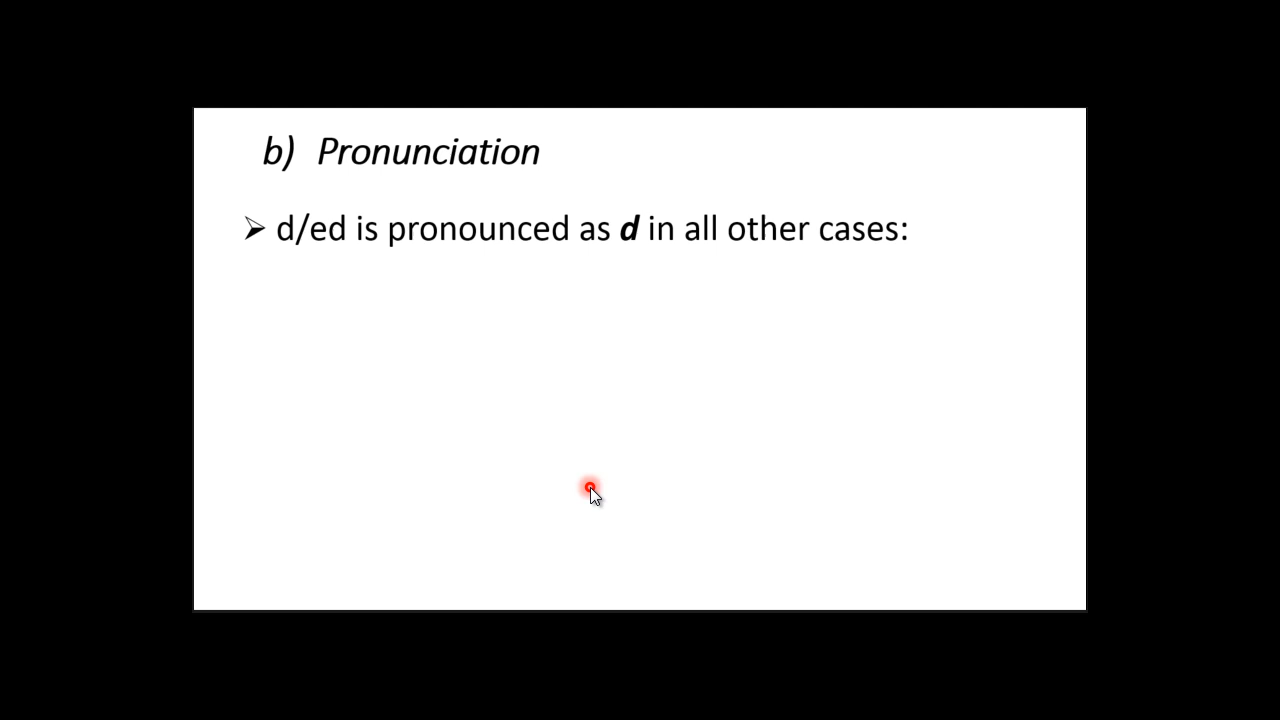 b) Pronunciation
➢ d/ed is pronounced as d in all other cases: